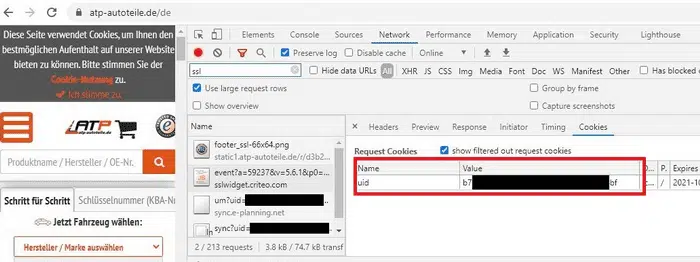 atp-autoteile.de/de
Diese Seite verwendet Cookies,
um Ihnen den
bestmöglichen Aufenthalt auf unserer Website
bieten zu können. Bitte stimmen Sie der
Cookie-Nutzung zu.
Ich stimme zu.
ATP
atp-autoteile.de
Produktname / Hersteller / OE-Nr.
Schritt für Schritt
Schlüsselnummer (KBA-Nr
Jetzt Fahrzeug wählen:
Hersteller / Marke auswählen
Elements Console Sources Network Performance Memory Application Security Lighthouse
Preserve log Disable cache Online
ssl
Hide data URLs All XHR JS CSS Img Media Font Doc WS Manifest Other Has blocked
Use large request rows
Group by frame
Show overview
Capture screenshots
Name
footer_ssl-66x64.png
static1.atp-autoteile.de/r/d3b2...
event?a=59237&v=5.6.1&p0=...
sslwidget.criteo.com
um?uid=
sync.e-planning.net
sync?uid=
2 / 213 requests 3.8 kB / 74.7 kB transf
Headers Preview Response Initiator Timing Cookies
Request Cookies show filtered out request cookies
Name Value D... P. Expires
uid b7 bf c... / 2021-10